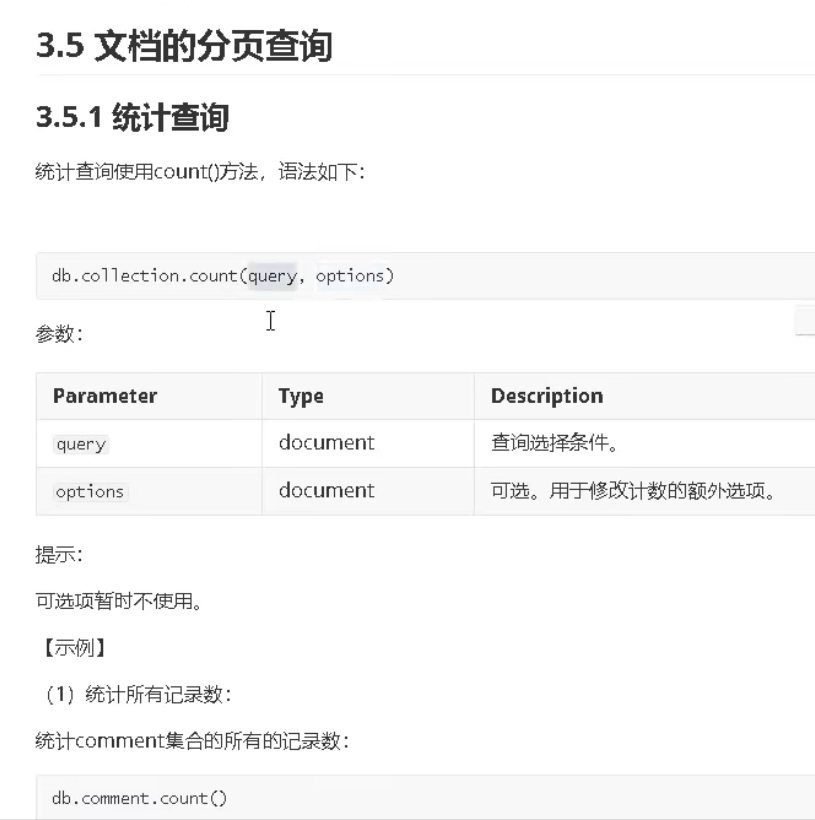 3.5 文档的分页查询
3.5.1 统计查询
统计查询使用count()方法，语法如下：
db.collection.count(query, options)
参数：
Parameter Type Description
query document 查询选择条件。
options document 可选。用于修改计数的额外选项。
提示：
可选项暂时不使用。
【示例】
（1）统计所有记录数：
统计comment集合的所有的记录数：
db.comment.count()